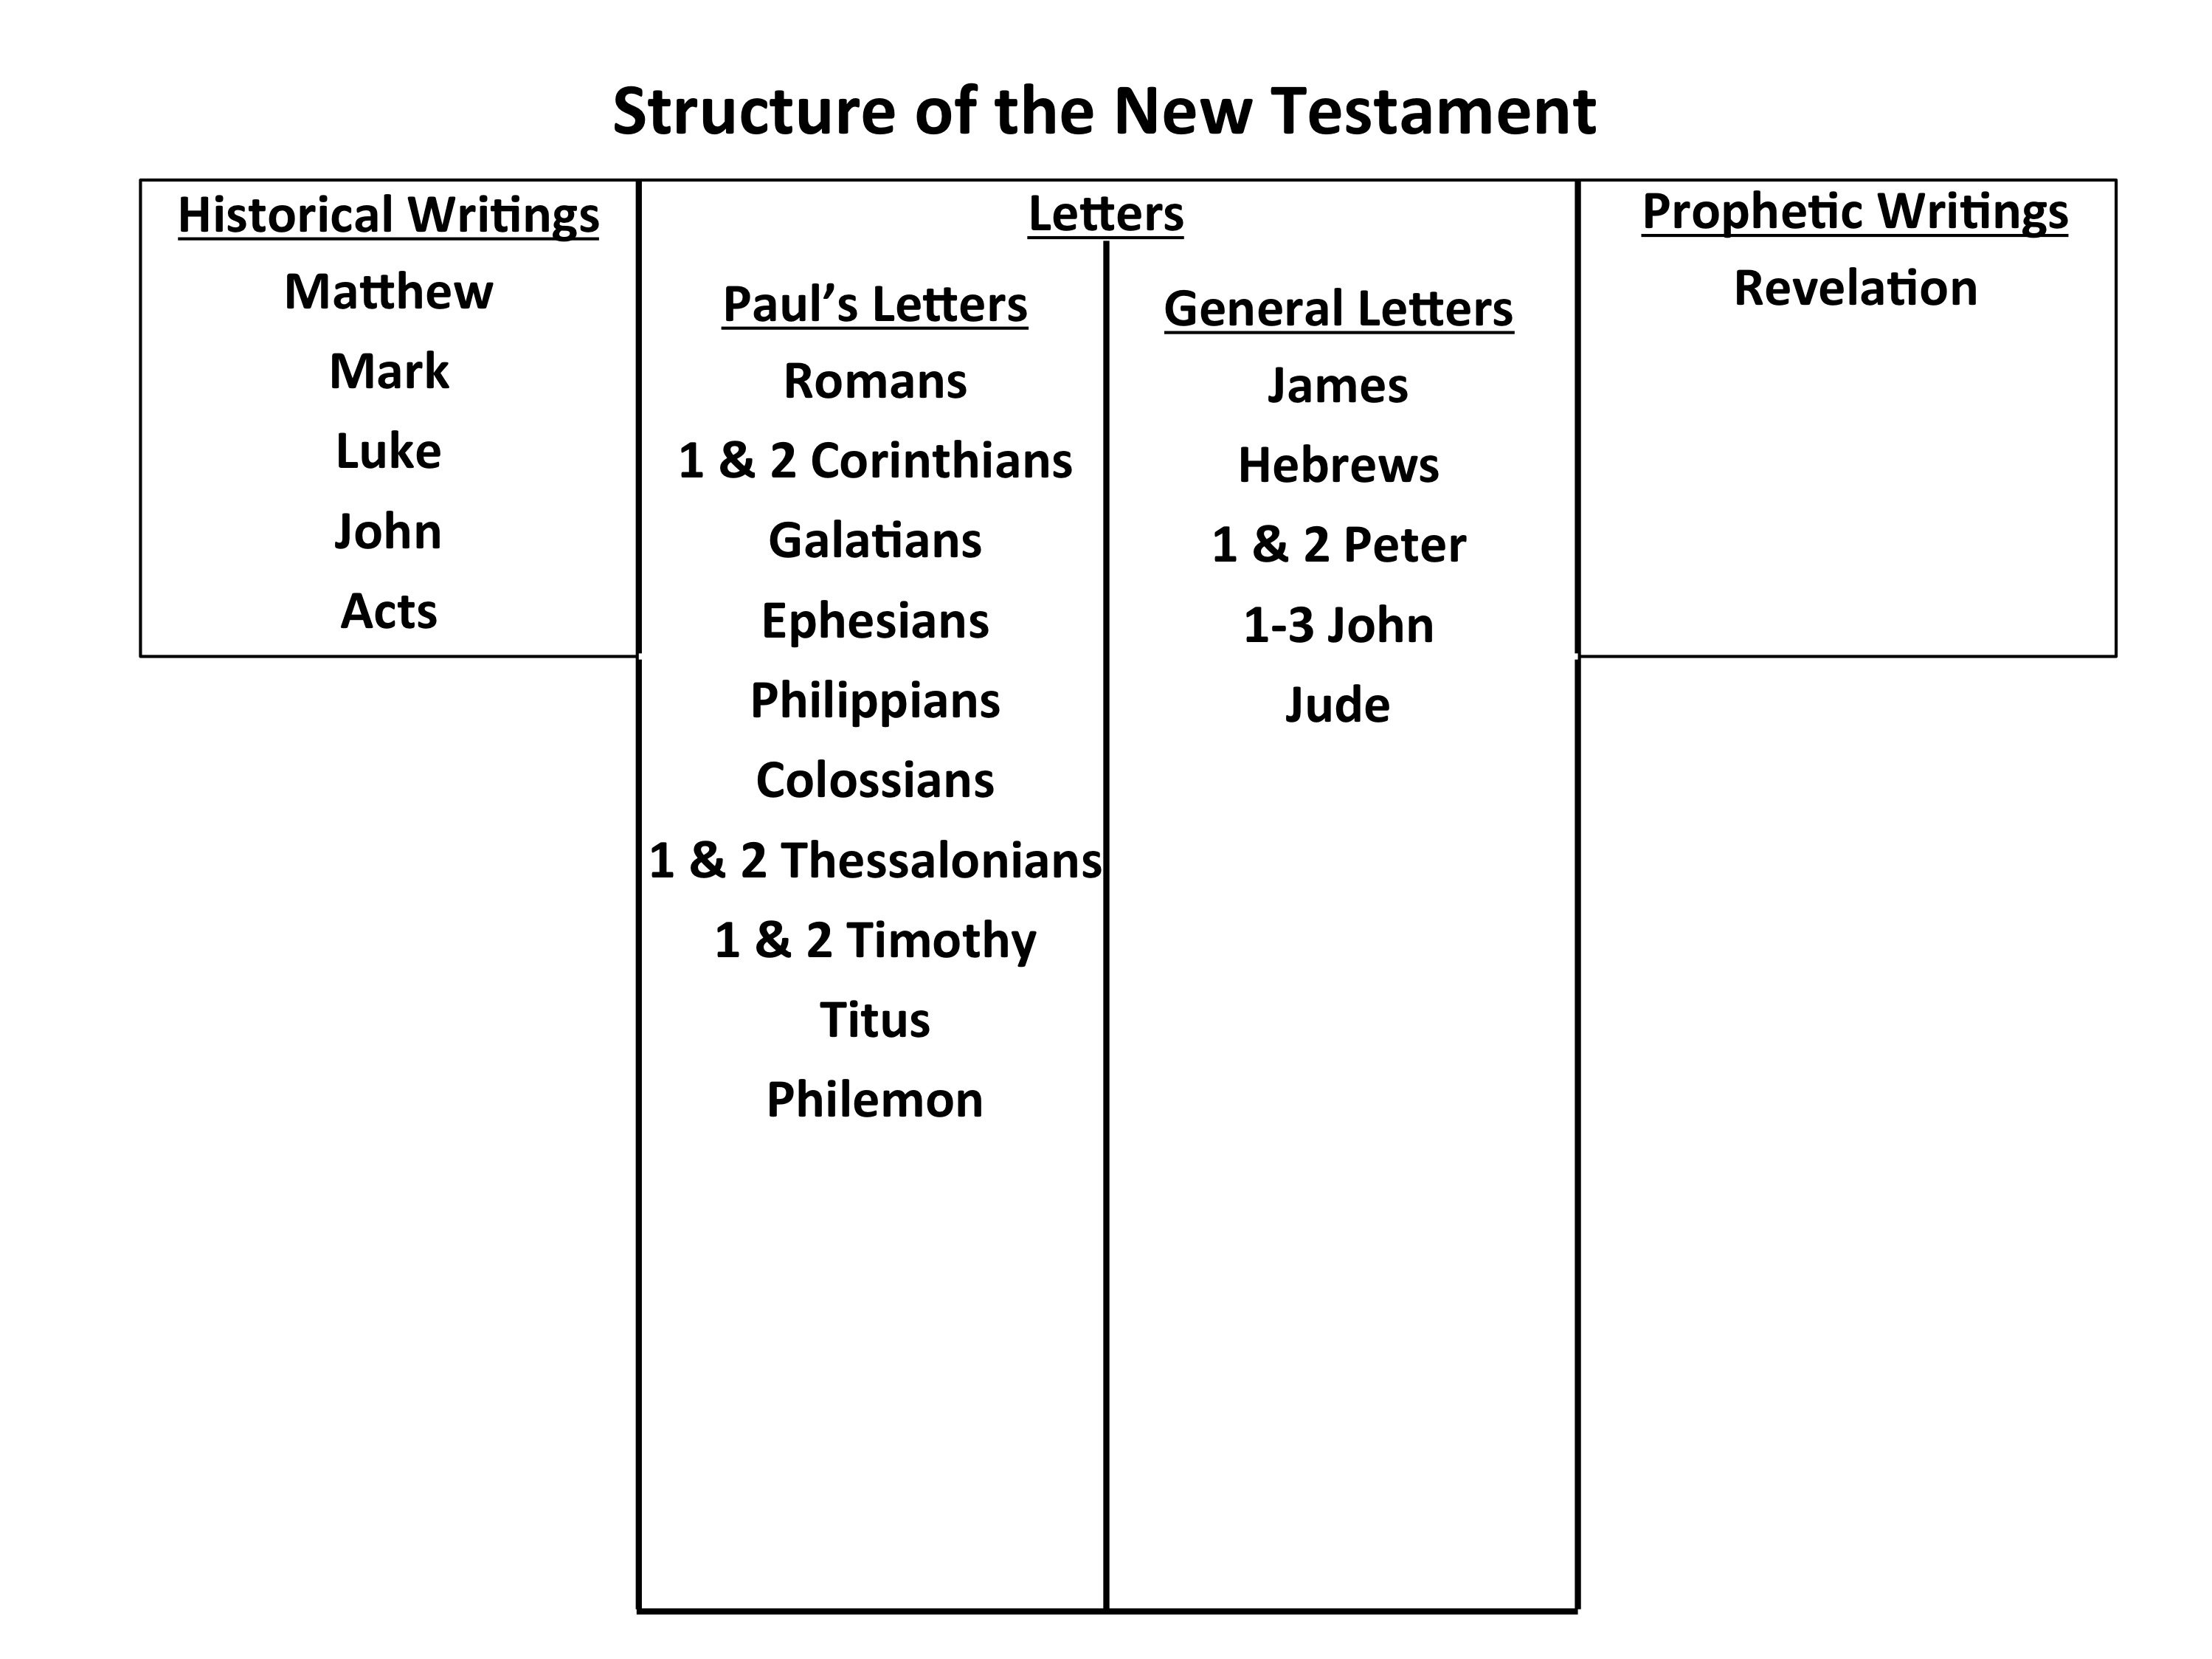 Structure of the New Testament
Historical Writings
Matthew
Mark
Luke
John
Acts
Letters
Paul’s Letters
Romans
1 & 2 Corinthians
Galatians
Ephesians
Philippians
Colossians
1 & 2 Thessalonians
1 & 2 Timothy
Titus
Philemon
General Letters
James
Hebrews
1 & 2 Peter
1-3 John
Jude
Prophetic Writings
Revelation